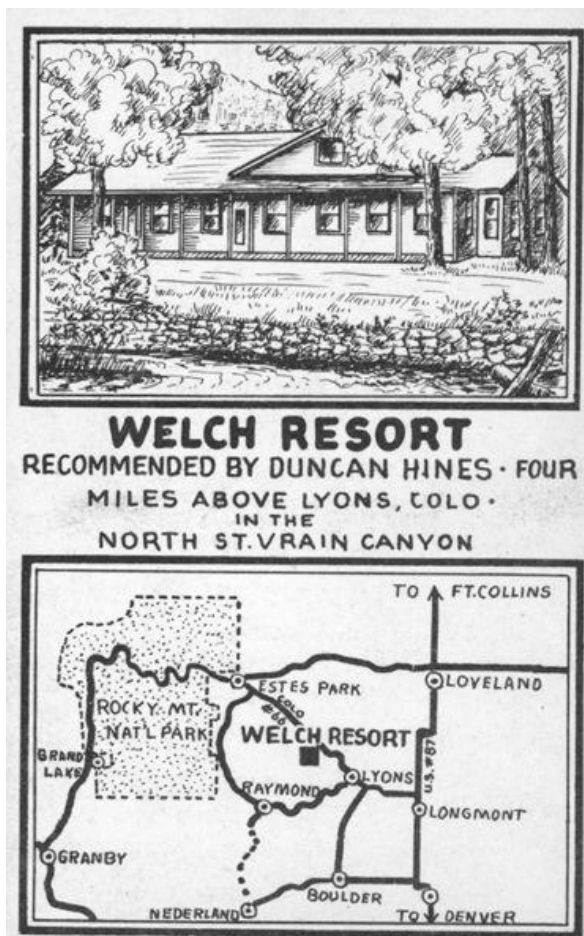 WELCH RESORT
RECOMMENDED BY DUNCAN HINES · FOUR
MILES ABOVE LYONS, COLO ·
IN THE
NORTH ST. VRAIN CANYON
TO FT. COLLINS
ESTES PARK
LOVELAND
COLO #66
ROCKY MT.
NAT'L PARK
WELCH RESORT
U.S. #87
GRAND
LAKE
LYONS
RAYMOND
LONGMONT
GRANBY
BOULDER
NEDERLAND
TO DENVER